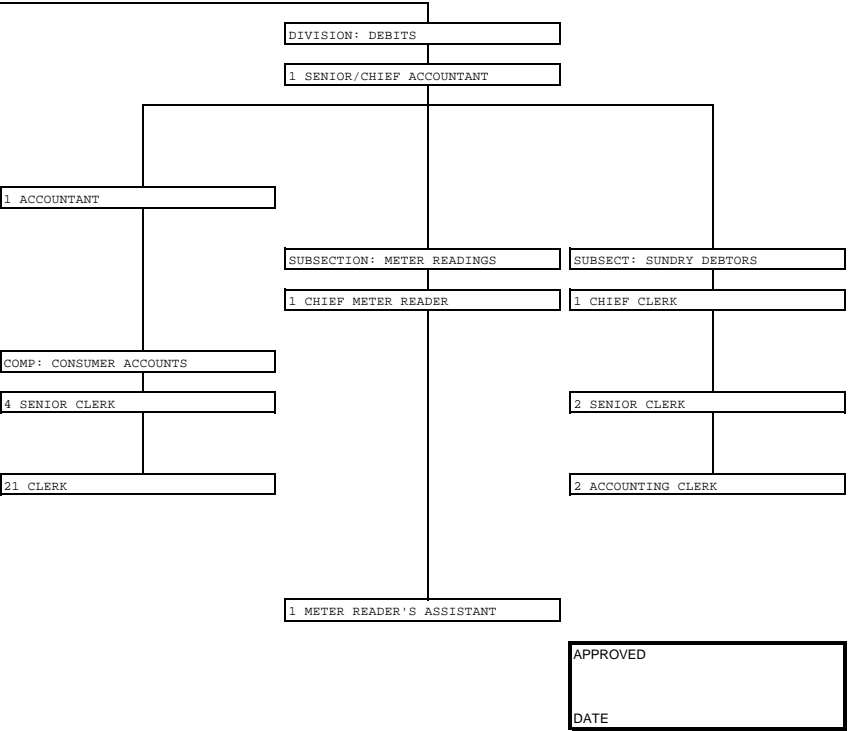 DIVISION: DEBITS
1 SENIOR/CHIEF ACCOUNTANT
1 ACCOUNTANT
SUBSECTION: METER READINGS
SUBSECT: SUNDRY DEBTORS
1 CHIEF METER READER
1 CHIEF CLERK
COMP: CONSUMER ACCOUNTS
4 SENIOR CLERK
2 SENIOR CLERK
21 CLERK
2 ACCOUNTING CLERK
1 METER READER'S ASSISTANT
APPROVED
DATE